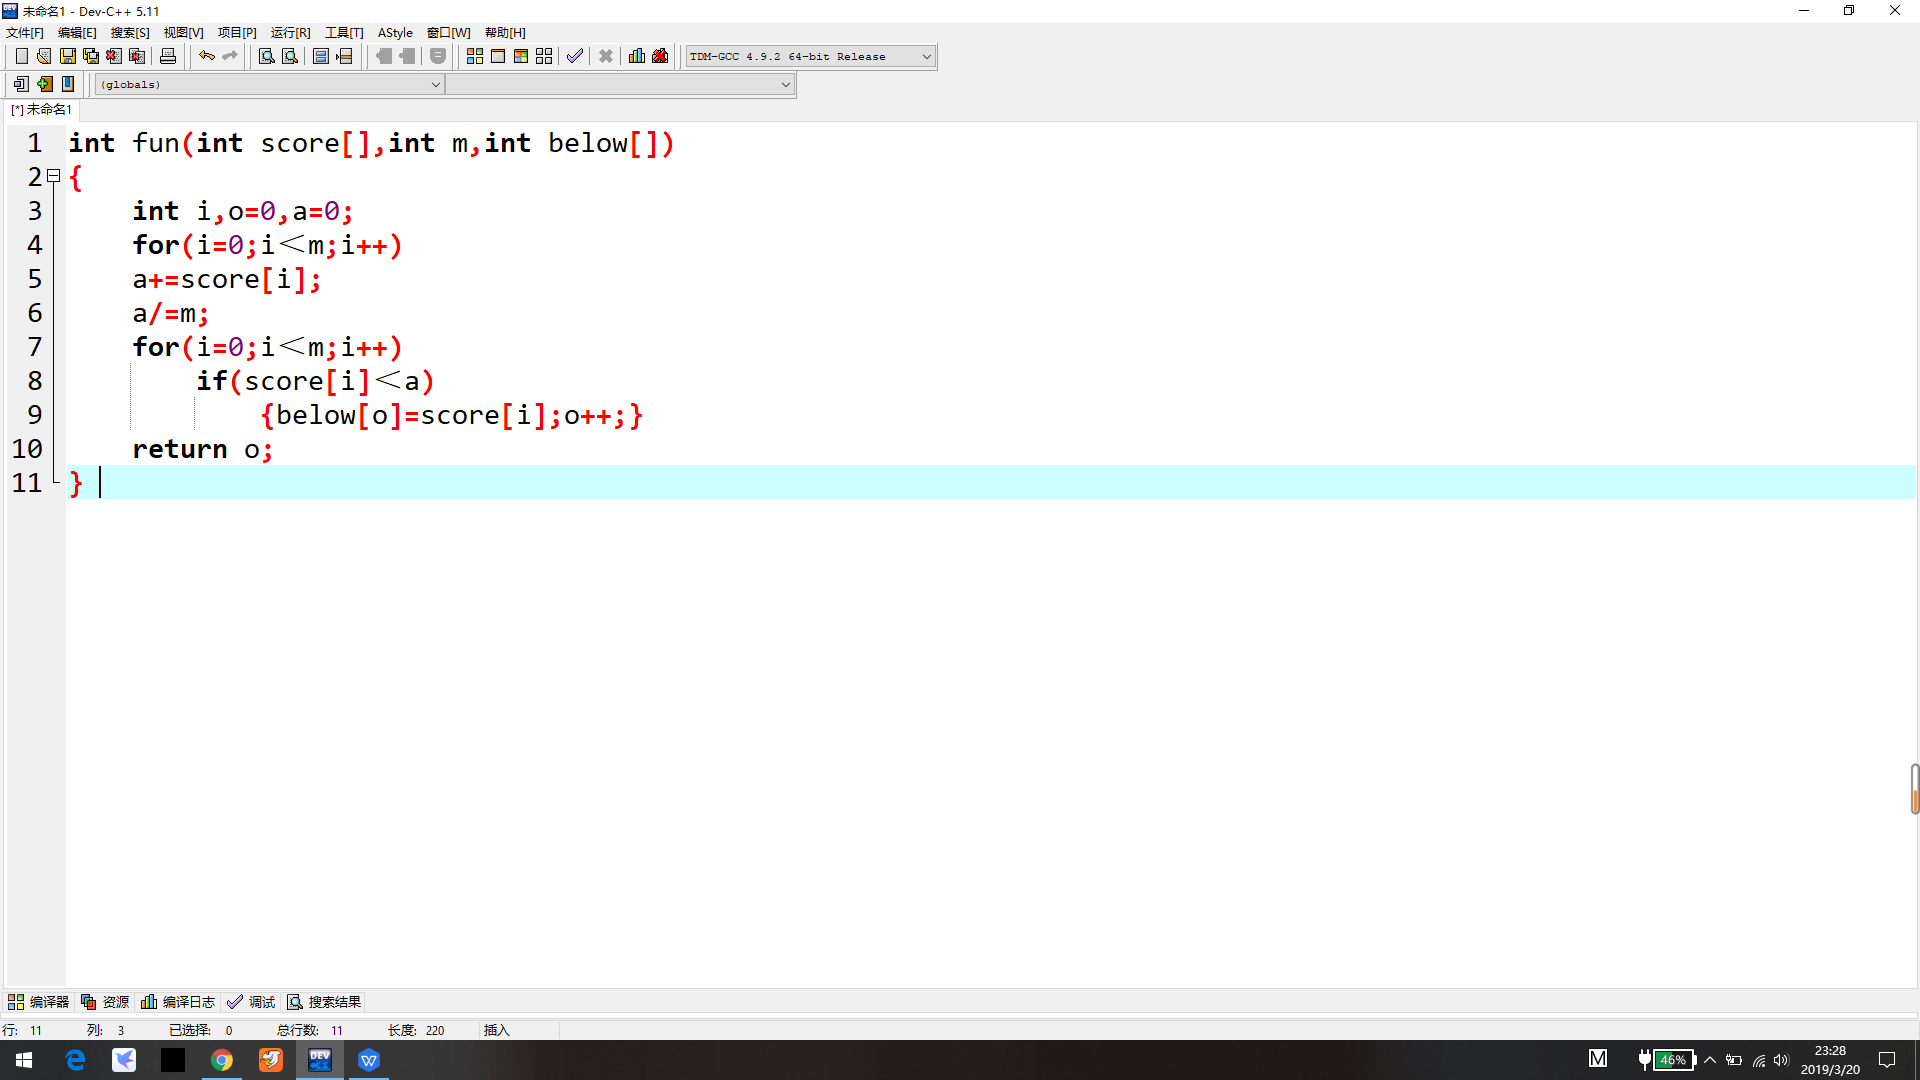 未命名1 - Dev-C++ 5.11
文件[F] 编辑[E] 搜索[S] 视图[V] 项目[P] 运行[R] 工具[T] AStyle 窗口[W] 帮助[H]
TDM-GCC 4.9.2 64-bit Release
(globals)
[*] 未命名1
1 int fun(int score[],int m,int below[])
2 {
3 int i,o=0,a=0;
4 for(i=0;i＜m;i++)
5 a+=score[i];
6 a/=m;
7 for(i=0;i＜m;i++)
8 if(score[i]＜a)
9 {below[o]=score[i];o++;}
10 return o;
11 }
编译器 资源 编译日志 调试 搜索结果
行: 11 列: 3 已选择: 0 总行数: 11 长度: 220 插入
DEV
M 46% 23:28
2019/3/20